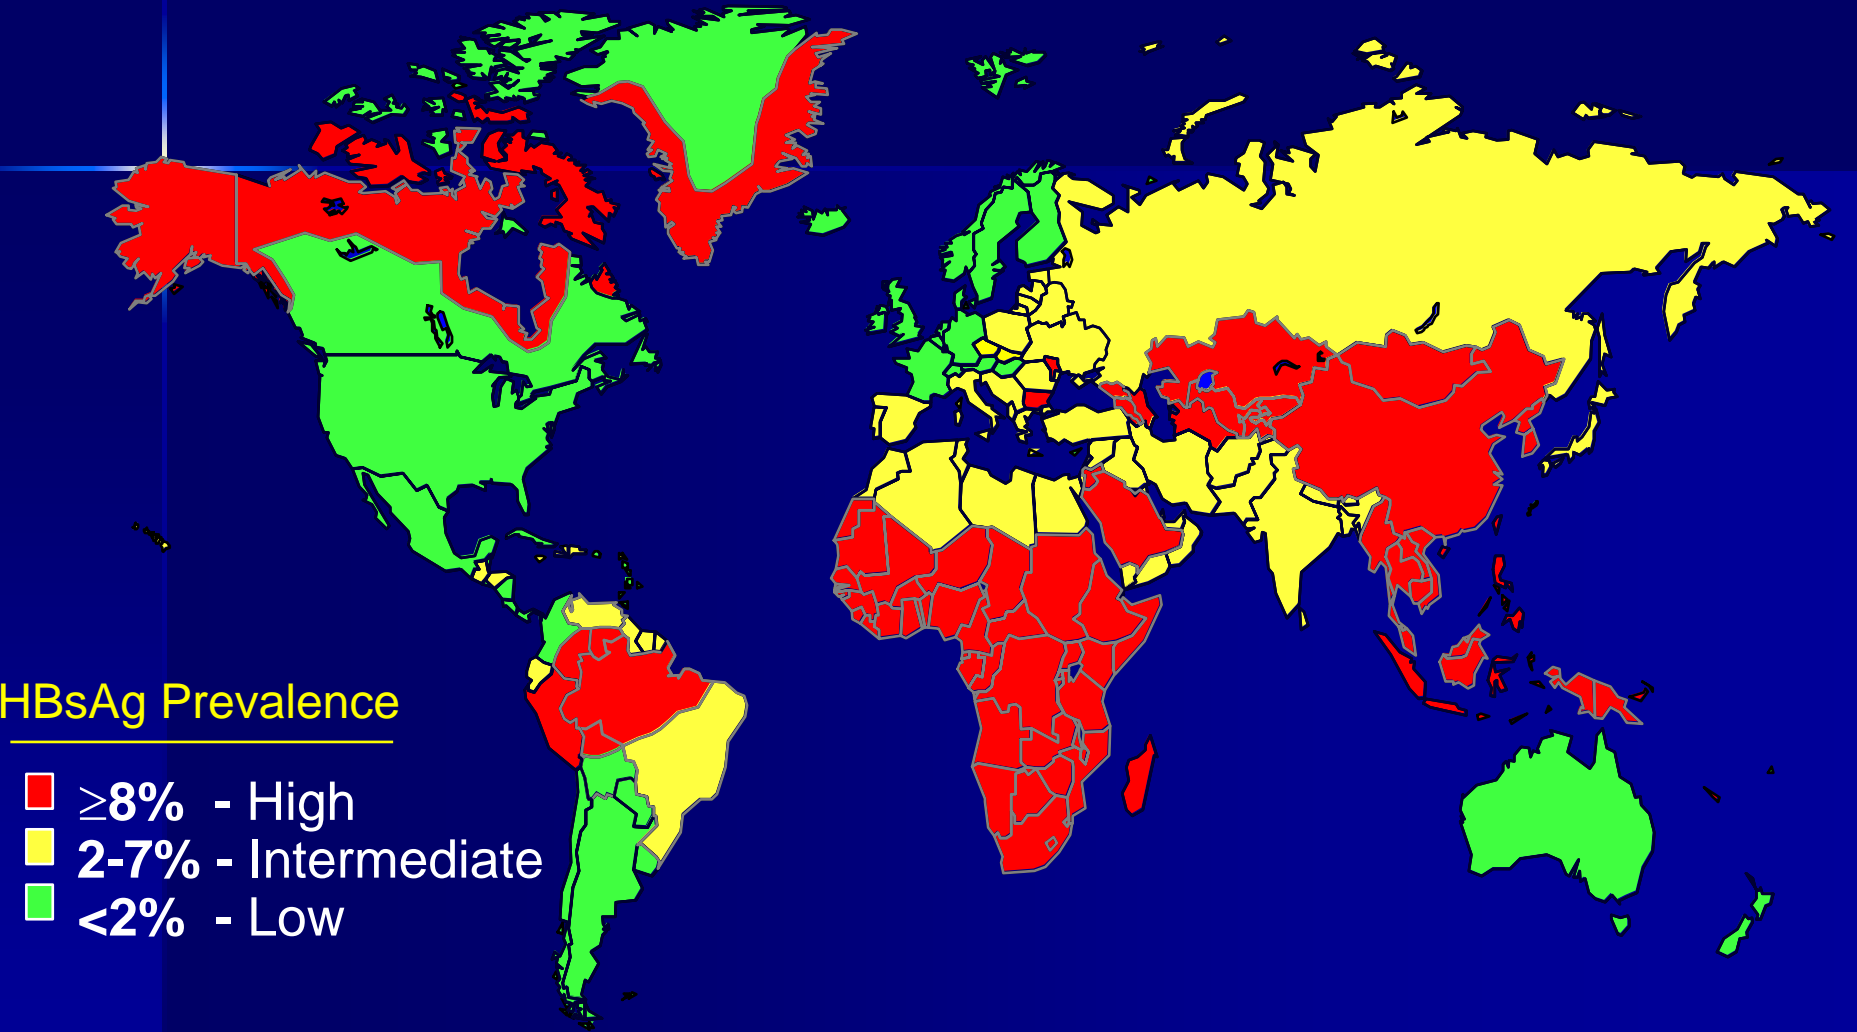 HBsAg Prevalence
≥8% - High
2-7% - Intermediate
<2% - Low